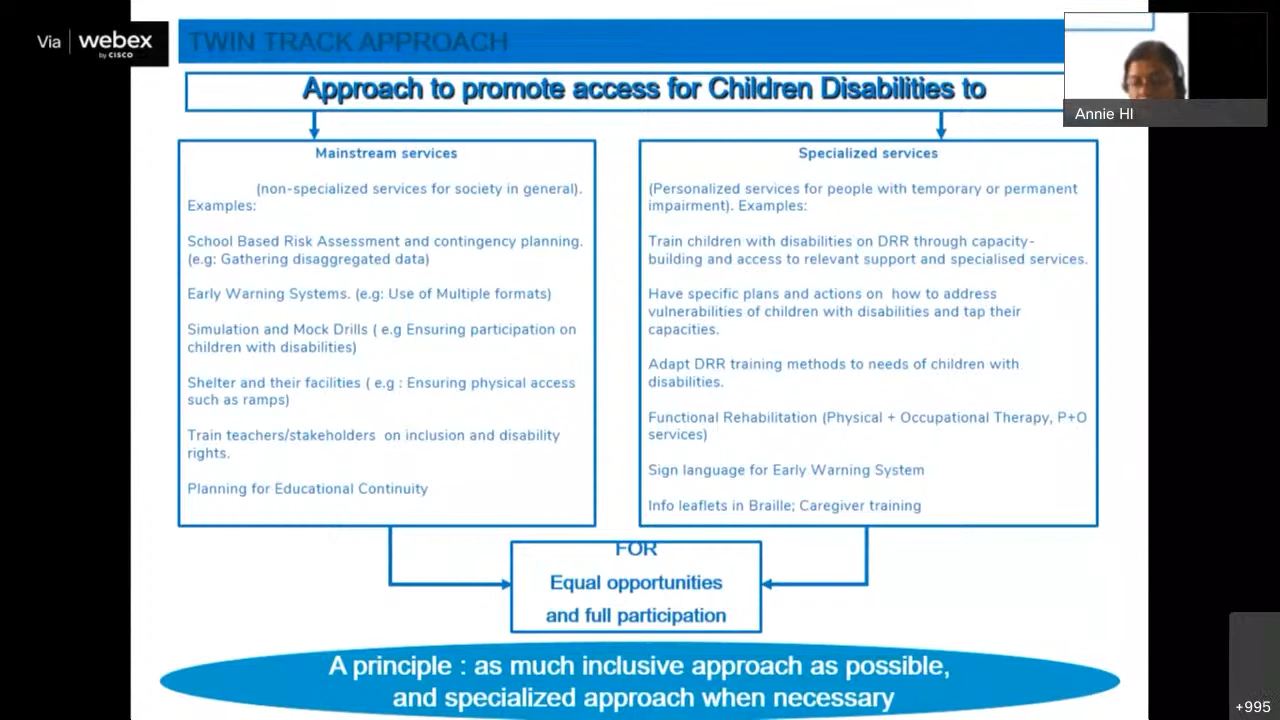 Via webex
by CISCO
TWIN TRACK APPROACH
Annie HI
Approach to promote access for Children Disabilities to
Mainstream services
(non-specialized services for society in general).
Examples:
School Based Risk Assessment and contingency planning.
(e.g: Gathering disaggregated data)
Early Warning Systems. (e.g: Use of Multiple formats)
Simulation and Mock Drills ( e.g Ensuring participation on
children with disabilities)
Shelter and their facilities ( e.g : Ensuring physical access
such as ramps)
Train teachers/stakeholders on inclusion and disability
rights.
Planning for Educational Continuity
Specialized services
(Personalized services for people with temporary or permanent
impairment). Examples:
Train children with disabilities on DRR through capacity-
building and access to relevant support and specialised services.
Have specific plans and actions on how to address
vulnerabilities of children with disabilities and tap their
capacities.
Adapt DRR training methods to needs of children with
disabilities.
Functional Rehabilitation (Physical + Occupational Therapy, P+O
services)
Sign language for Early Warning System
Info leaflets in Braille; Caregiver training
FOR
Equal opportunities
and full participation
A principle : as much inclusive approach as possible,
and specialized approach when necessary
+995